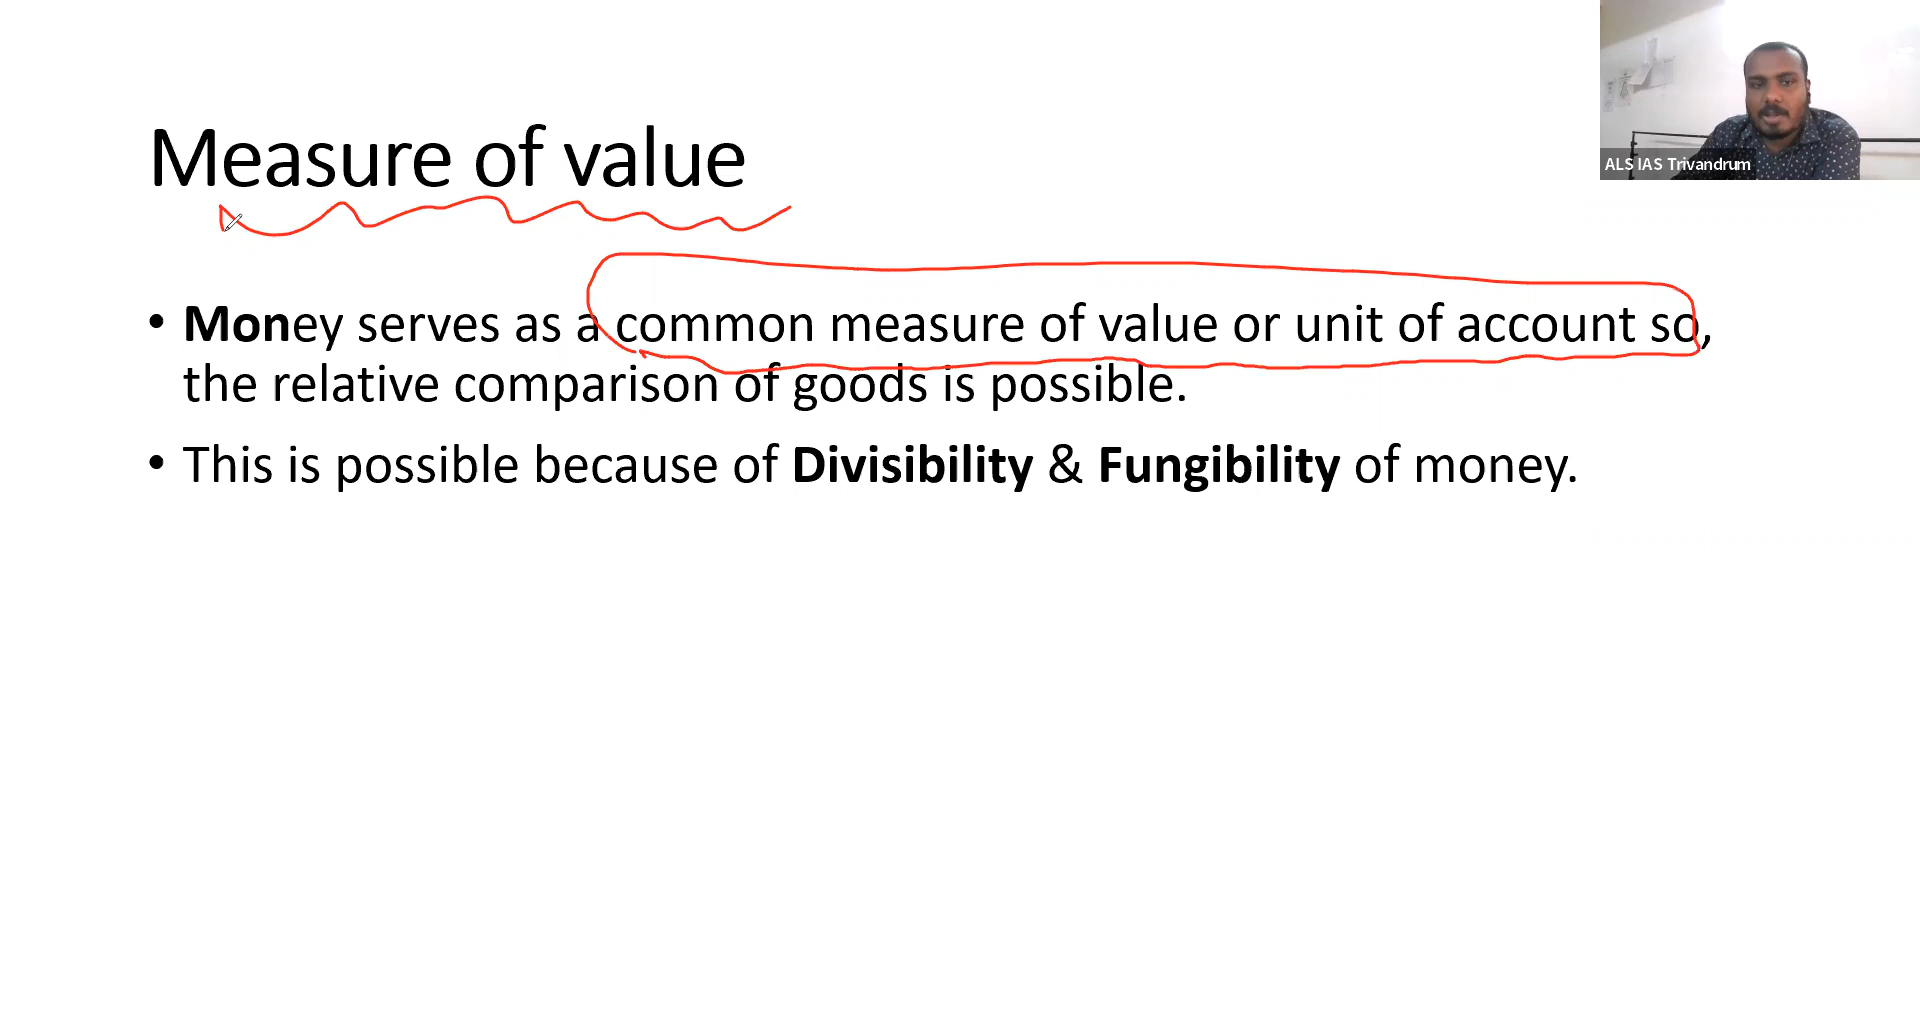 ALS IAS Trivandrum
Measure of value
• Money serves as a common measure of value or unit of account so,
the relative comparison of goods is possible.
• This is possible because of Divisibility & Fungibility of money.